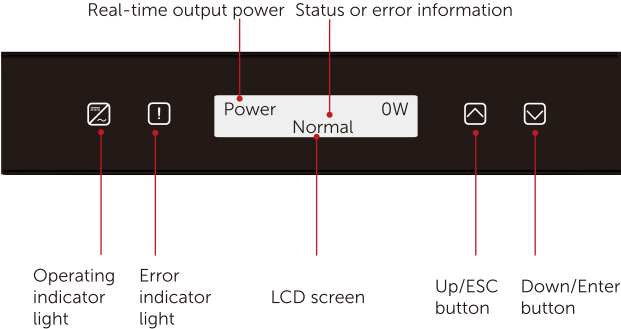 Real-time output power Status or error information
Power 0W
Normal
Operating
indicator
light
Error
indicator
light
LCD screen
Up/ESC
button
Down/Enter
button